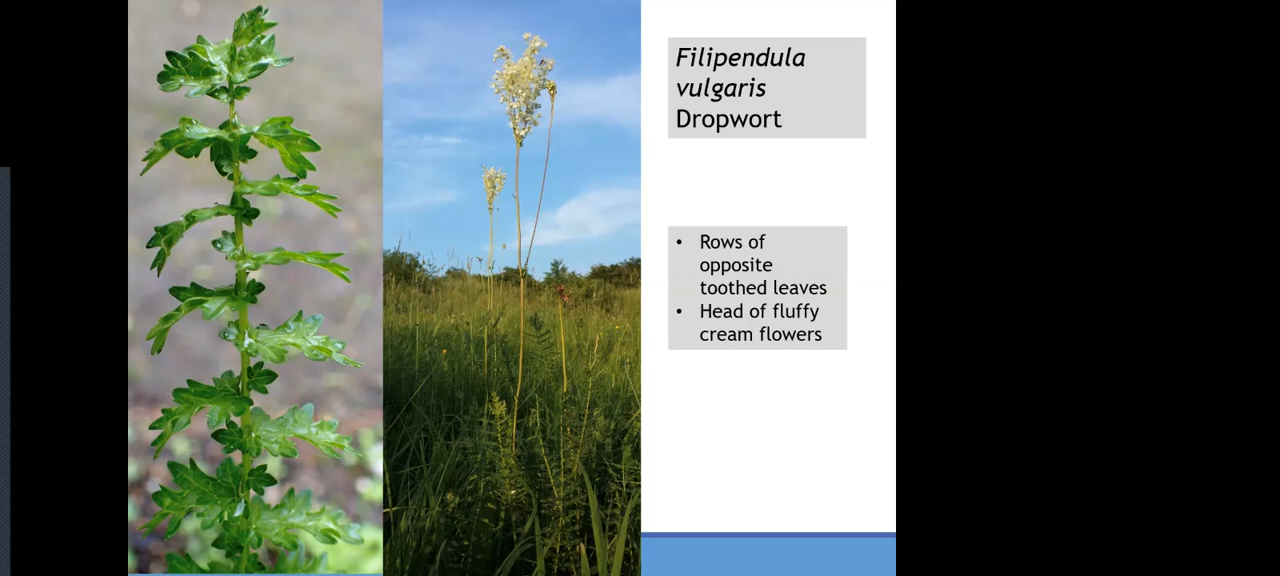 Filipendula
vulgaris
Dropwort
• Rows of
opposite
toothed leaves
• Head of fluffy
cream flowers